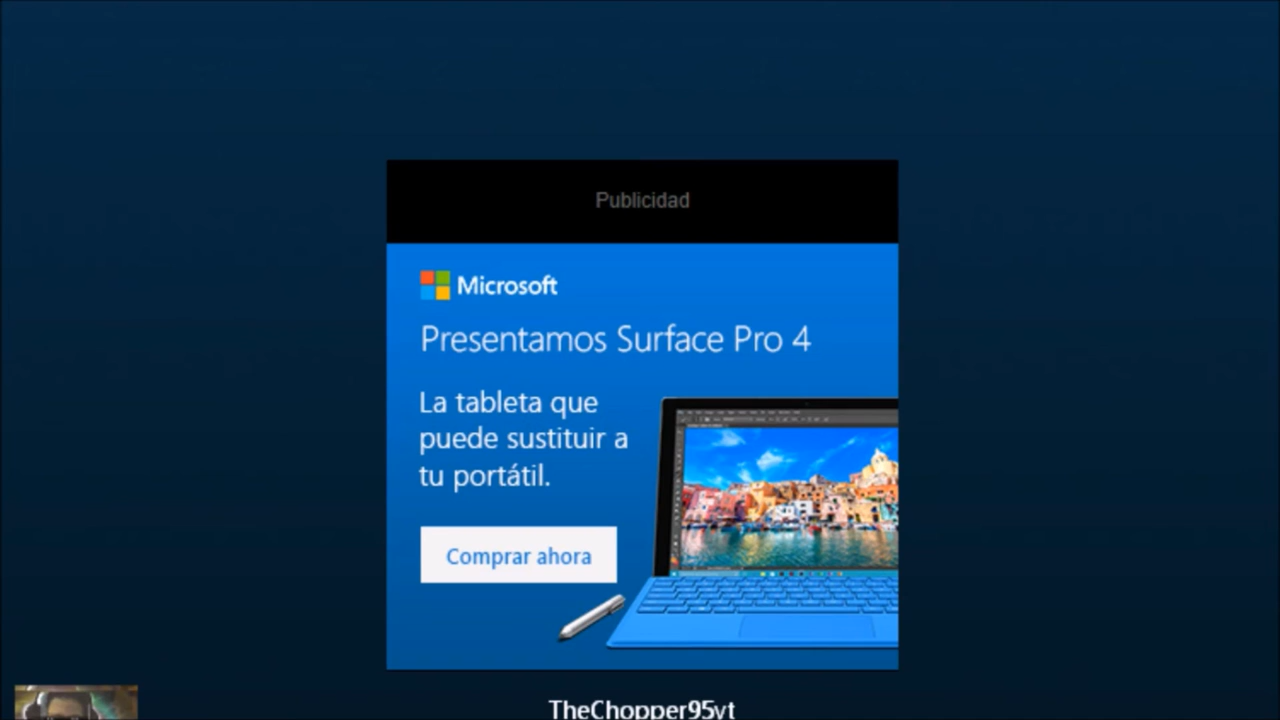 Publicidad
Microsoft
Presentamos Surface Pro 4
La tableta que
puede sustituir a
tu portátil.
Comprar ahora
TheChopper95yt